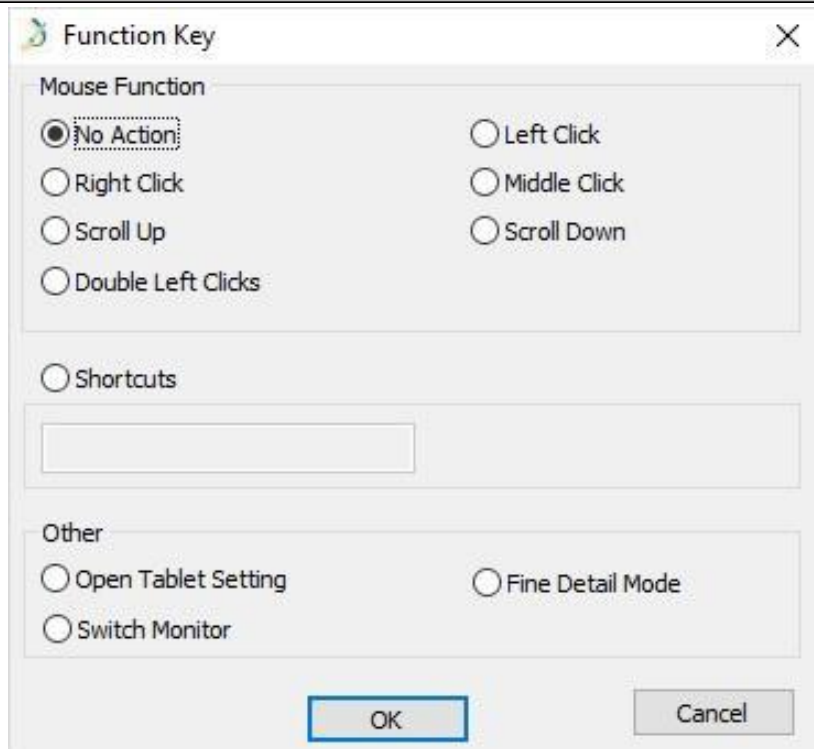 Function Key
Mouse Function
No Action Left Click
Right Click Middle Click
Scroll Up Scroll Down
Double Left Clicks
Shortcuts
Other
Open Tablet Setting Fine Detail Mode
Switch Monitor
OK Cancel